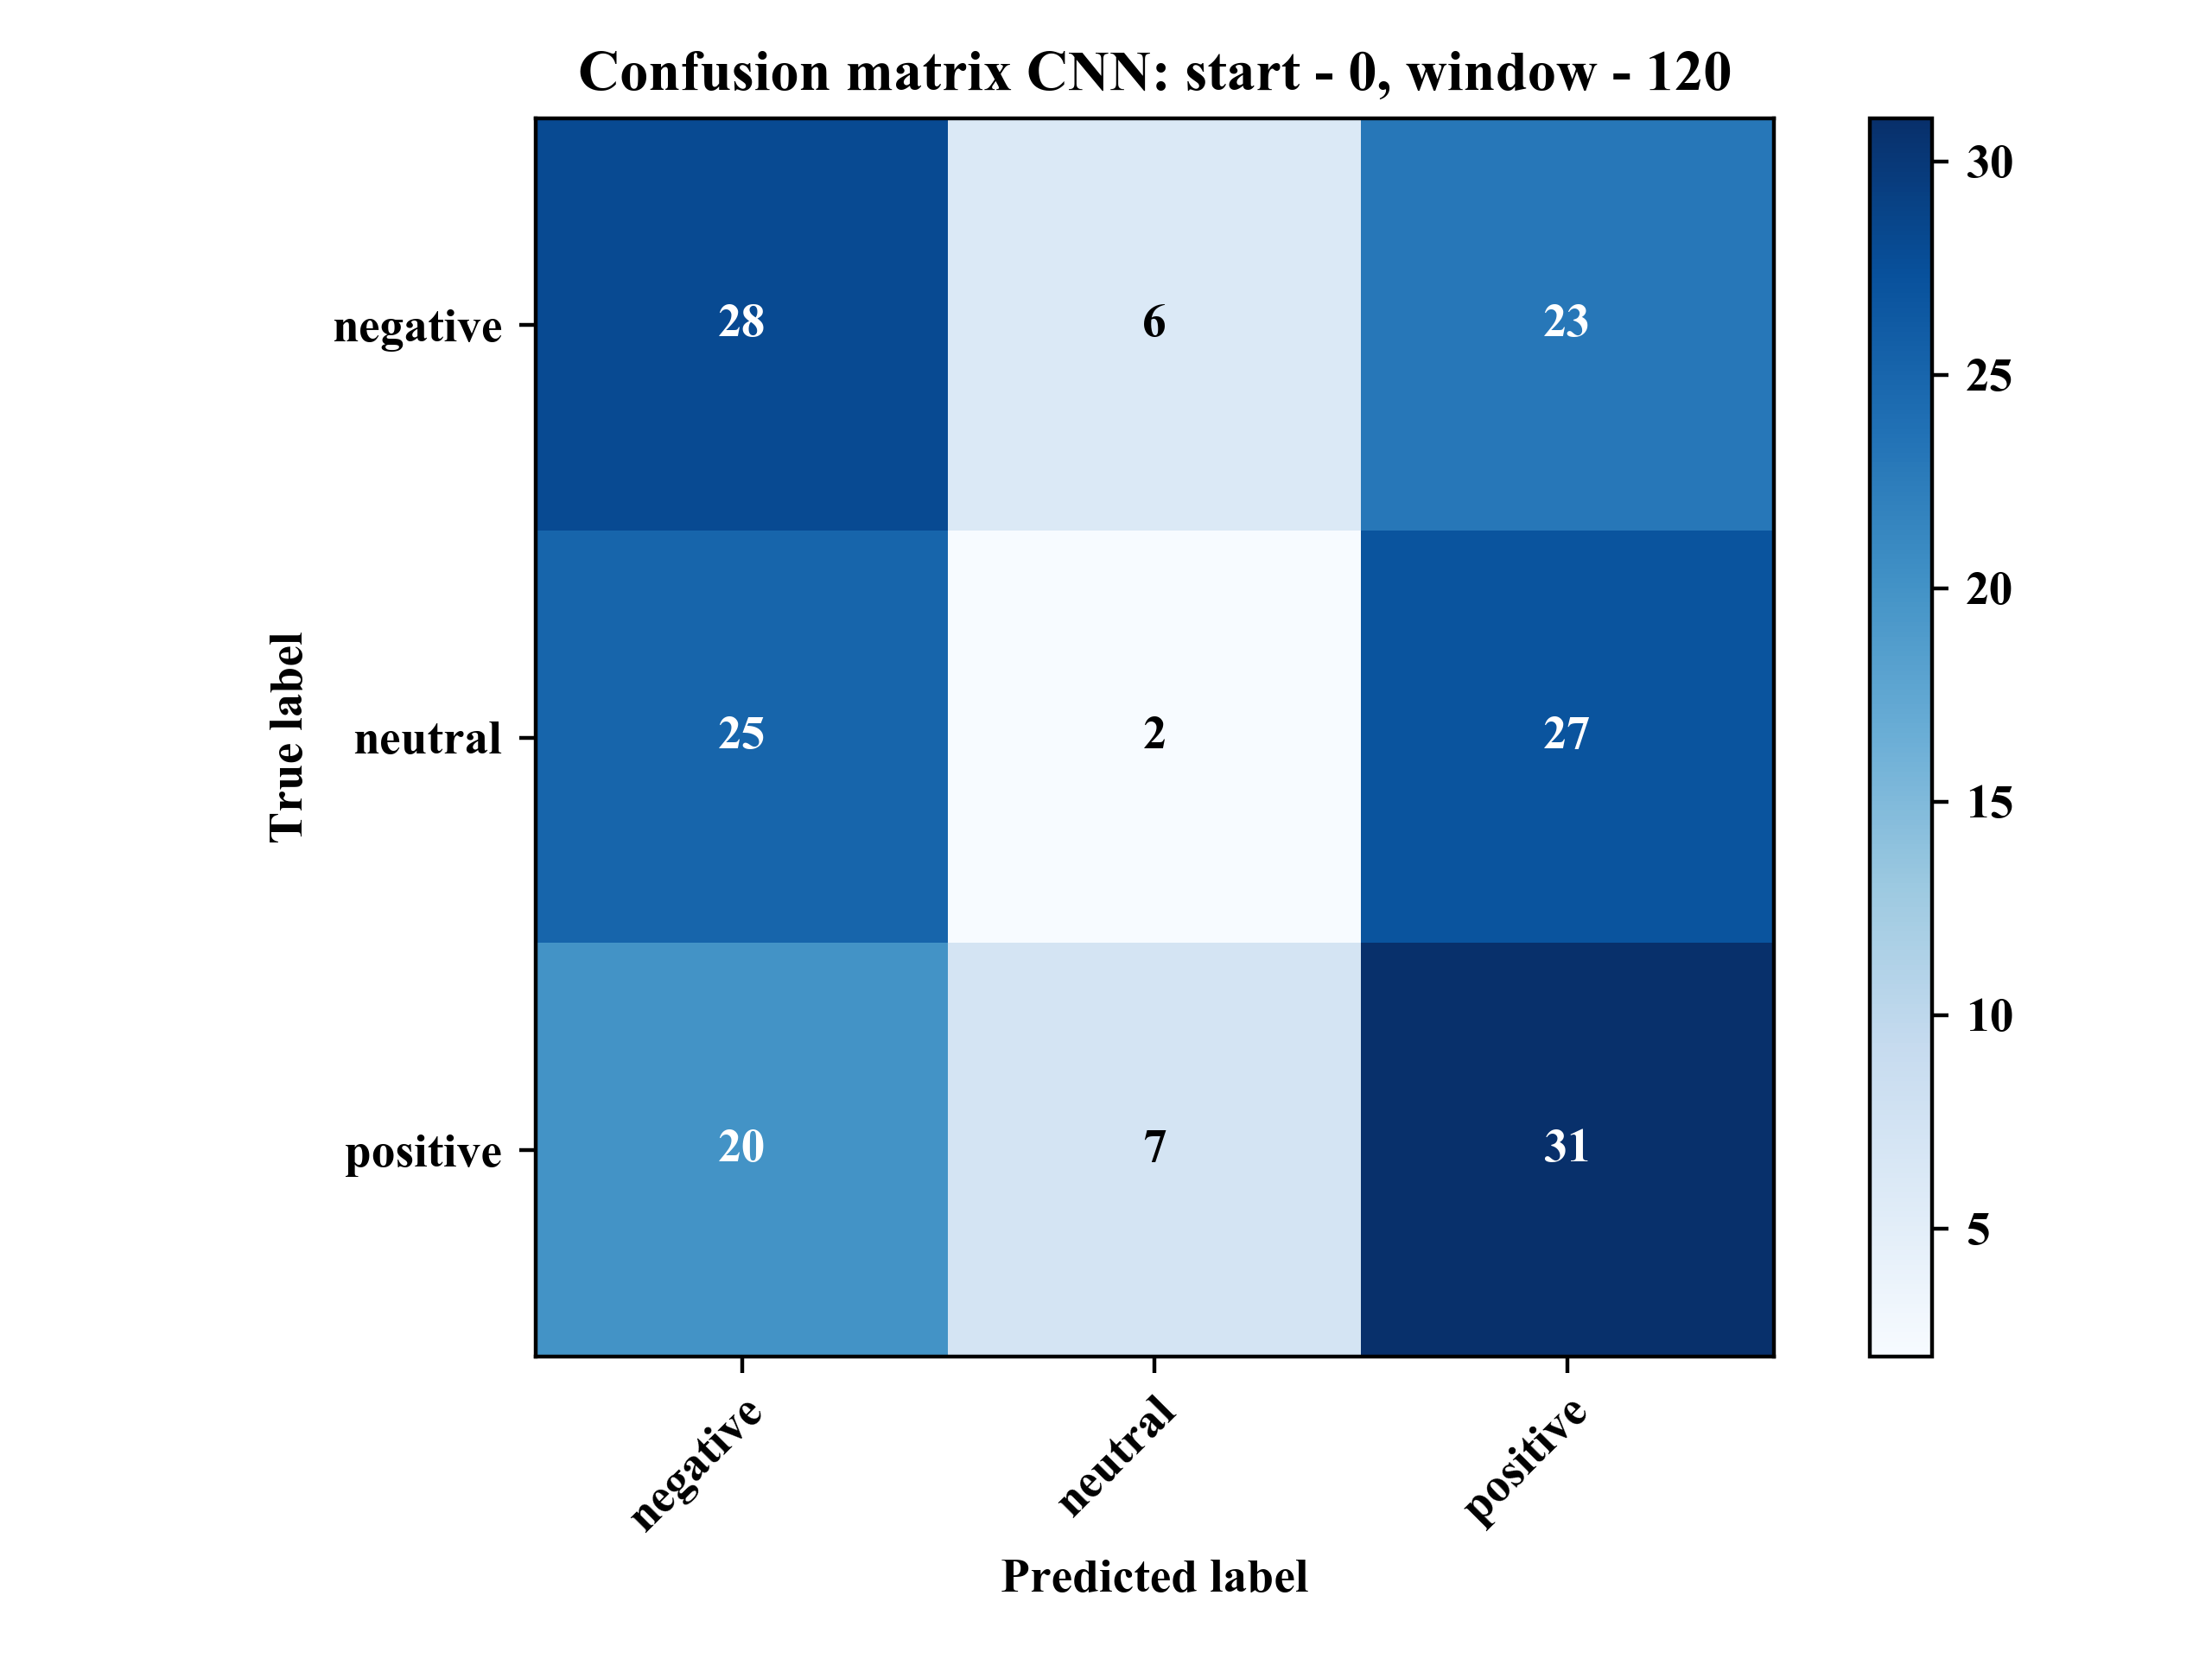 Confusion matrix CNN: start - 0, window - 120
30
negative 28 6 23
25
20
True label
neutral 25 2 27
15
10
positive 20 7 31
5
negative neutral positive
Predicted label